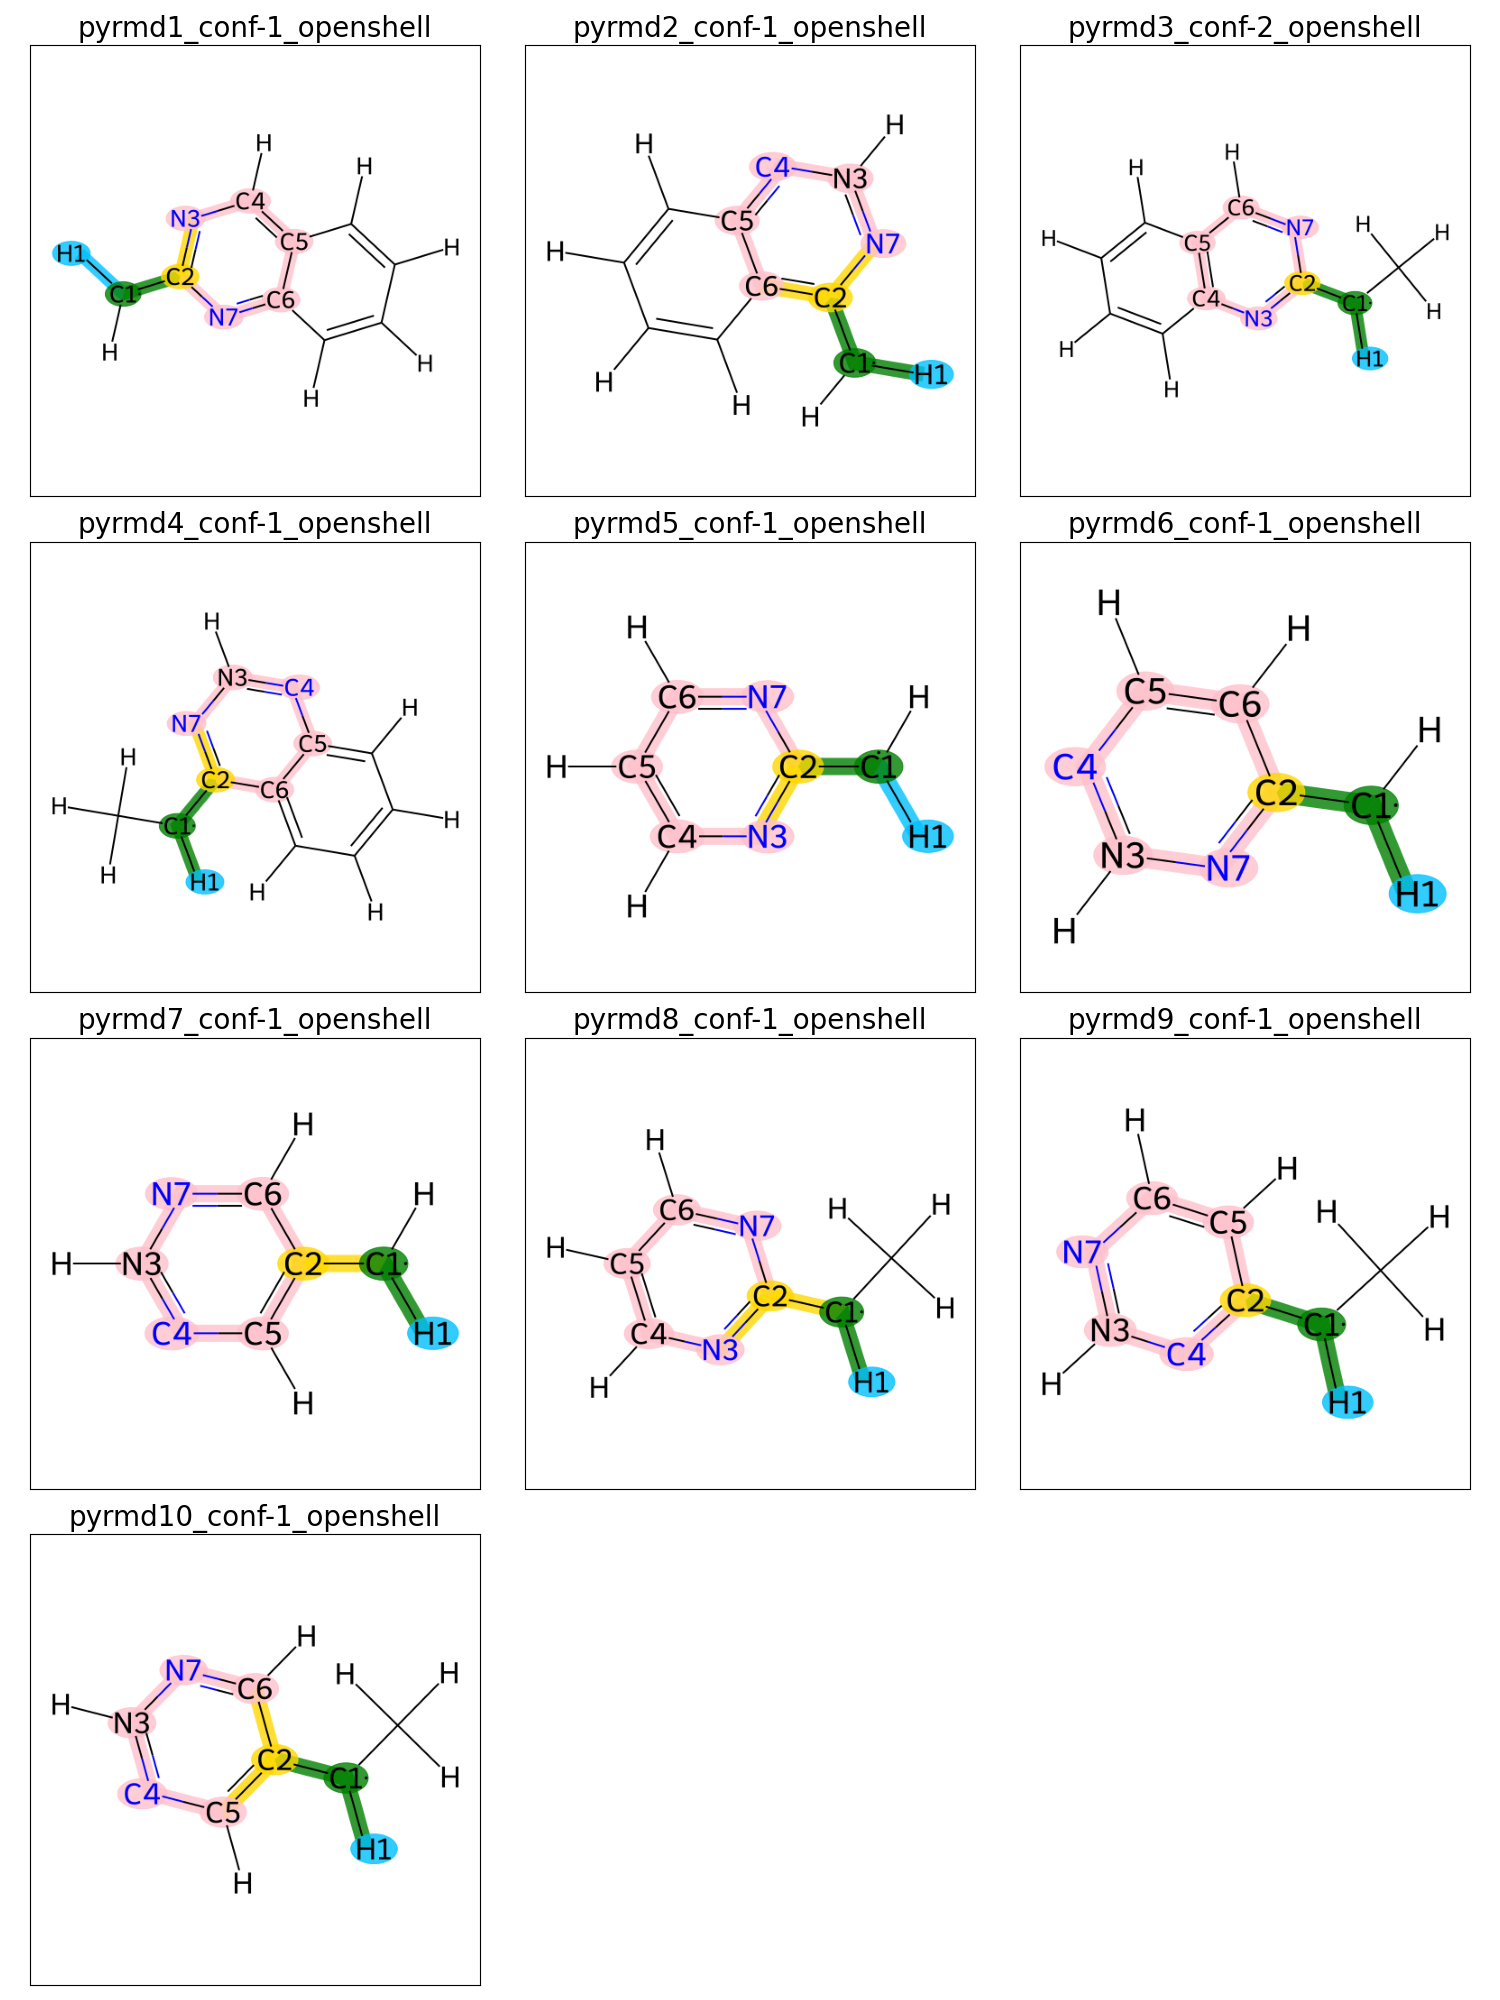 pyrmd1_conf-1_openshell
H
H
N3
C4
H
C5
H1
C2
C1·
C6
N7
H
H
H
pyrmd2_conf-1_openshell
H
H
C4
N3
C5
N7
H
C6
C2
C1·
H1
H
H
H
pyrmd3_conf-2_openshell
H
H
C6
N7
H
H
H
C5
C2
C4
C1·
H
N3
H
H1
H
pyrmd4_conf-1_openshell
H
N3
C4
N7
H
C5
H
C2
C6
H
H
C1·
H
H1
H
H
pyrmd5_conf-1_openshell
H
C6
N7
H
H
C5
C2
C1
C4
N3
H1
H
pyrmd6_conf-1_openshell
H
H
C5
C6
H
C4
C2
C1·
N3
N7
H1
H
pyrmd7_conf-1_openshell
H
N7
C6
H
H
N3
C2
C1·
C4
C5
H1
H
pyrmd8_conf-1_openshell
H
H
H
C6
N7
H
C5
C2
C1·
H
C4
N3
H
H1
pyrmd9_conf-1_openshell
H
H
C6
H
H
C5
N7
N3
C2
C1·
H
C4
H
H1
pyrmd10_conf-1_openshell
H
N7
C6
H
H
H
N3
C2
C1·
H
C4
C5
H1
H